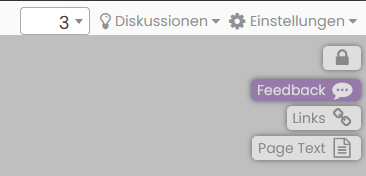 3 Diskussionen Einstellungen
Feedback
Links
Page Text